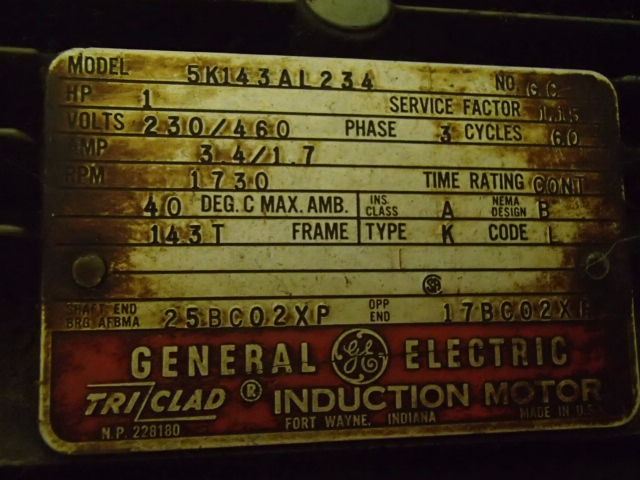 MODEL 5K143AL234 NO. G.C.
HP 1 SERVICE FACTOR 1.15
VOLTS 230/460 PHASE 3 CYCLES 60
AMP 3.4/1.7
RPM 1730 TIME RATING CONT
40 DEG. C MAX. AMB. INS. CLASS A NEMA DESIGN B
143T FRAME TYPE K CODE L
SHAFT END BRG AFBMA 25BC02XP OPP END 17BC02XP
GENERAL GE ELECTRIC
TRI/CLAD ® INDUCTION MOTOR
N.P. 228180 FORT WAYNE, INDIANA MADE IN U.S.